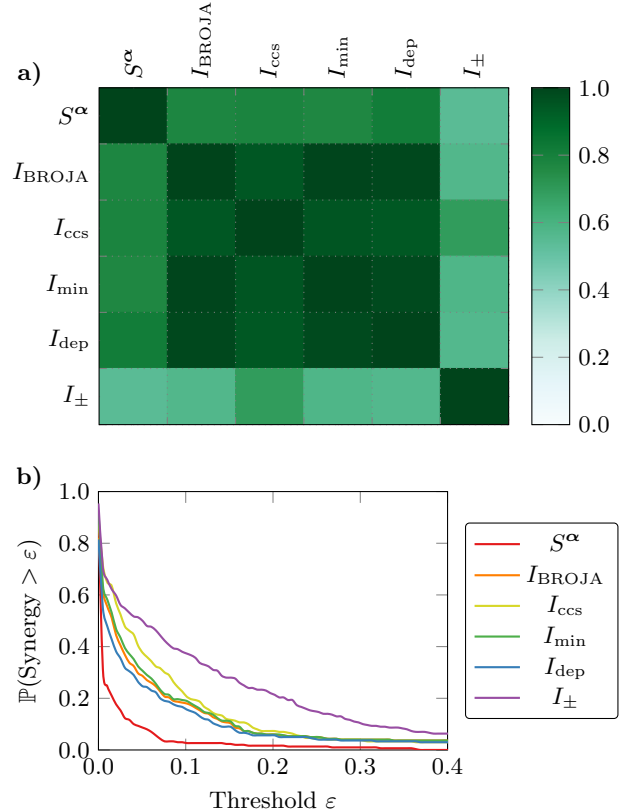 a)
S^α I_BROJA I_ccs I_min I_dep I_±
S^α
I_BROJA
I_ccs
I_min
I_dep
I_±
1.0
0.8
0.6
0.4
0.2
0.0
b)
ℙ(Synergy > ε)
1.0
0.8
0.6
0.4
0.2
0.0
0.0 0.1 0.2 0.3 0.4
Threshold ε
S^α
I_BROJA
I_ccs
I_min
I_dep
I_±